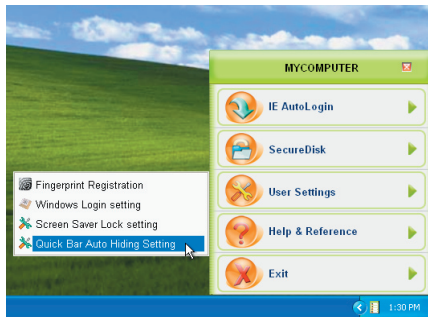 MYCOMPUTER
IE AutoLogin
SecureDisk
User Settings
Help & Reference
Exit
Fingerprint Registration
Windows Login setting
Screen Saver Lock setting
Quick Bar Auto Hiding Setting
1:30 PM